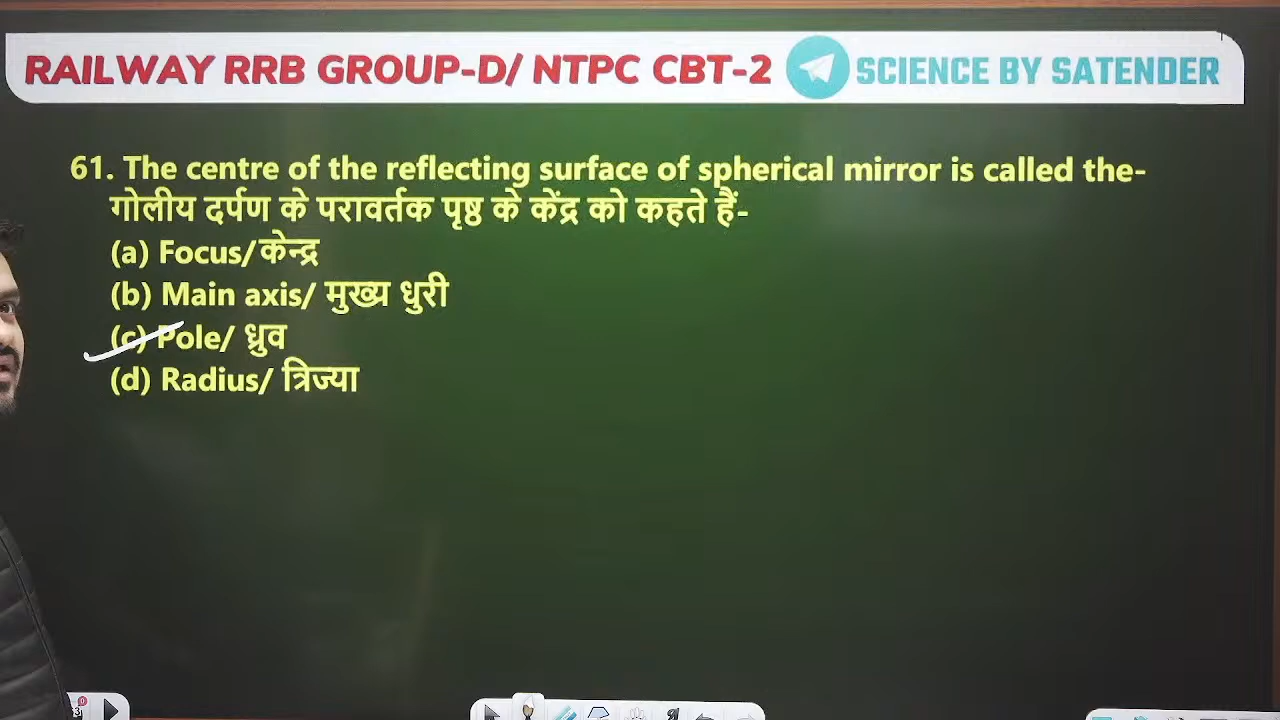 RAILWAY RRB GROUP-D/ NTPC CBT-2 SCIENCE BY SATENDER
61. The centre of the reflecting surface of spherical mirror is called the-
गोलीय दर्पण के परावर्तक पृष्ठ के केंद्र को कहते हैं-
(a) Focus/केन्द्र
(b) Main axis/ मुख्य धुरी
(c) Pole/ ध्रुव
(d) Radius/ त्रिज्या